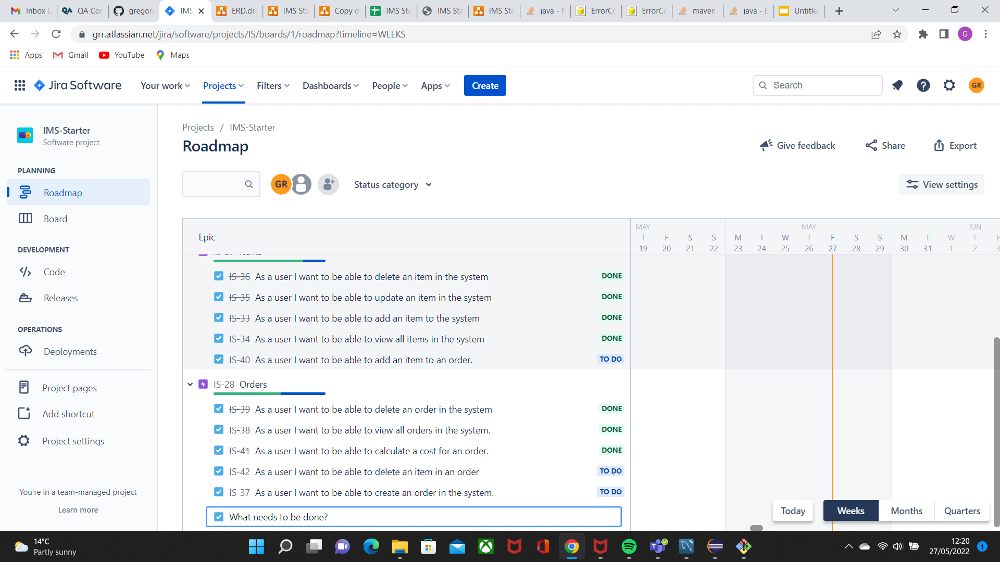 Inbox (
QA Cor
gregor
IMS
ERD.dra
IMS Sta
Copy o
IMS Sta
IMS Sta
IMS Sta
java - N
ErrorCo
ErrorCo
maven
java - E
Untitle
grr.atlassian.net/jira/software/projects/IS/boards/1/roadmap?timeline=WEEKS
G
Apps Gmail YouTube Maps
Jira Software Your work Projects Filters Dashboards People Apps Create Search GR
IMS-Starter
Software project
PLANNING
Roadmap
Board
DEVELOPMENT
Code
Releases
OPERATIONS
Deployments
Project pages
Add shortcut
Project settings
You're in a team-managed project
Learn more
Projects / IMS-Starter
Roadmap
Give feedback Share Export
GR Status category View settings
Epic
MAY MAY JUN
T F S S M T W T F S S M T W T F
19 20 21 22 23 24 25 26 27 28 29 30 31 1 2 3
IS-36 As a user I want to be able to delete an item in the system DONE
IS-35 As a user I want to be able to update an item in the system DONE
IS-33 As a user I want to be able to add an item to the system DONE
IS-34 As a user I want to be able to view all items in the system DONE
IS-40 As a user I want to be able to add an item to an order. TO DO
IS-28 Orders
IS-39 As a user I want to be able to delete an order in the system DONE
IS-38 As a user I want to be able to view all orders in the system. DONE
IS-41 As a user I want to be able to calculate a cost for an order. DONE
IS-42 As a user I want to be able to delete an item in an order TO DO
IS-37 As a user I want to be able to create an order in the system. TO DO
What needs to be done?
Today Weeks Months Quarters
14°C
Partly sunny
12:20
27/05/2022
1